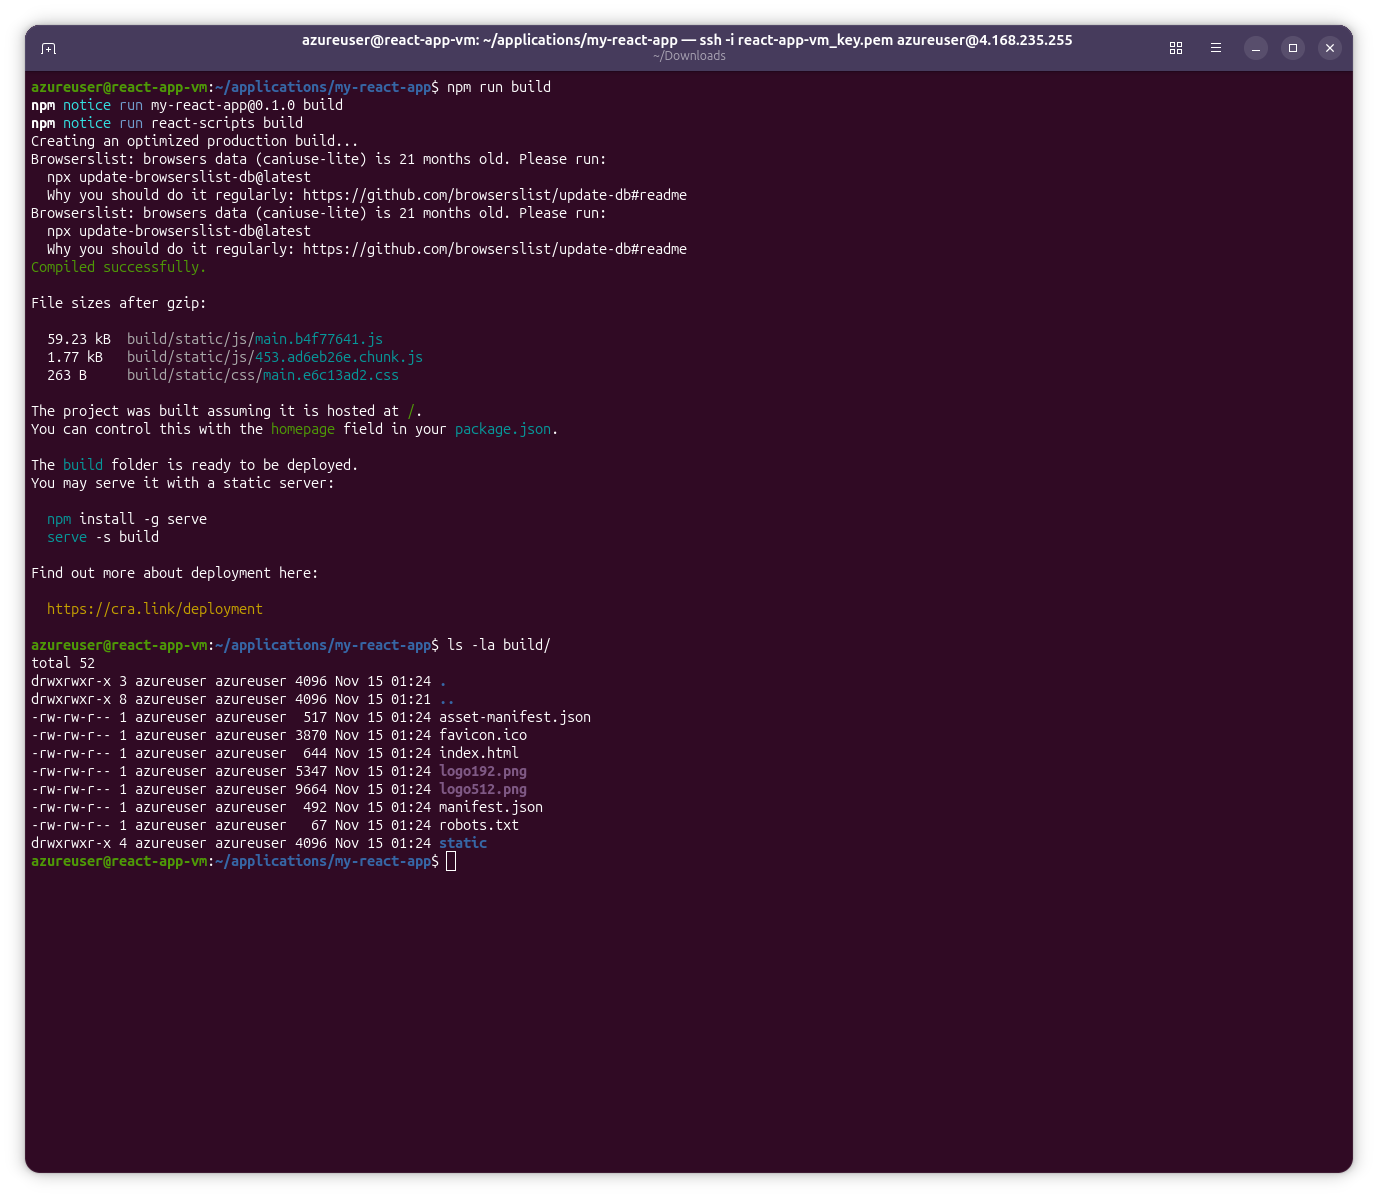 azureuser@react-app-vm: ~/applications/my-react-app — ssh -i react-app-vm_key.pem azureuser@4.168.235.255
~/Downloads
azureuser@react-app-vm:~/applications/my-react-app$ npm run build
npm notice run my-react-app@0.1.0 build
npm notice run react-scripts build
Creating an optimized production build...
Browserslist: browsers data (caniuse-lite) is 21 months old. Please run:
  npx update-browserslist-db@latest
  Why you should do it regularly: https://github.com/browserslist/update-db#readme
Browserslist: browsers data (caniuse-lite) is 21 months old. Please run:
  npx update-browserslist-db@latest
  Why you should do it regularly: https://github.com/browserslist/update-db#readme
Compiled successfully.

File sizes after gzip:

  59.23 kB  build/static/js/main.b4f77641.js
  1.77 kB   build/static/js/453.ad6eb26e.chunk.js
  263 B     build/static/css/main.e6c13ad2.css

The project was built assuming it is hosted at /.
You can control this with the homepage field in your package.json.

The build folder is ready to be deployed.
You may serve it with a static server:

  npm install -g serve
  serve -s build

Find out more about deployment here:

  https://cra.link/deployment

azureuser@react-app-vm:~/applications/my-react-app$ ls -la build/
total 52
drwxrwxr-x 3 azureuser azureuser 4096 Nov 15 01:24 .
drwxrwxr-x 8 azureuser azureuser 4096 Nov 15 01:21 ..
-rw-rw-r-- 1 azureuser azureuser  517 Nov 15 01:24 asset-manifest.json
-rw-rw-r-- 1 azureuser azureuser 3870 Nov 15 01:24 favicon.ico
-rw-rw-r-- 1 azureuser azureuser  644 Nov 15 01:24 index.html
-rw-rw-r-- 1 azureuser azureuser 5347 Nov 15 01:24 logo192.png
-rw-rw-r-- 1 azureuser azureuser 9664 Nov 15 01:24 logo512.png
-rw-rw-r-- 1 azureuser azureuser  492 Nov 15 01:24 manifest.json
-rw-rw-r-- 1 azureuser azureuser   67 Nov 15 01:24 robots.txt
drwxrwxr-x 4 azureuser azureuser 4096 Nov 15 01:24 static
azureuser@react-app-vm:~/applications/my-react-app$